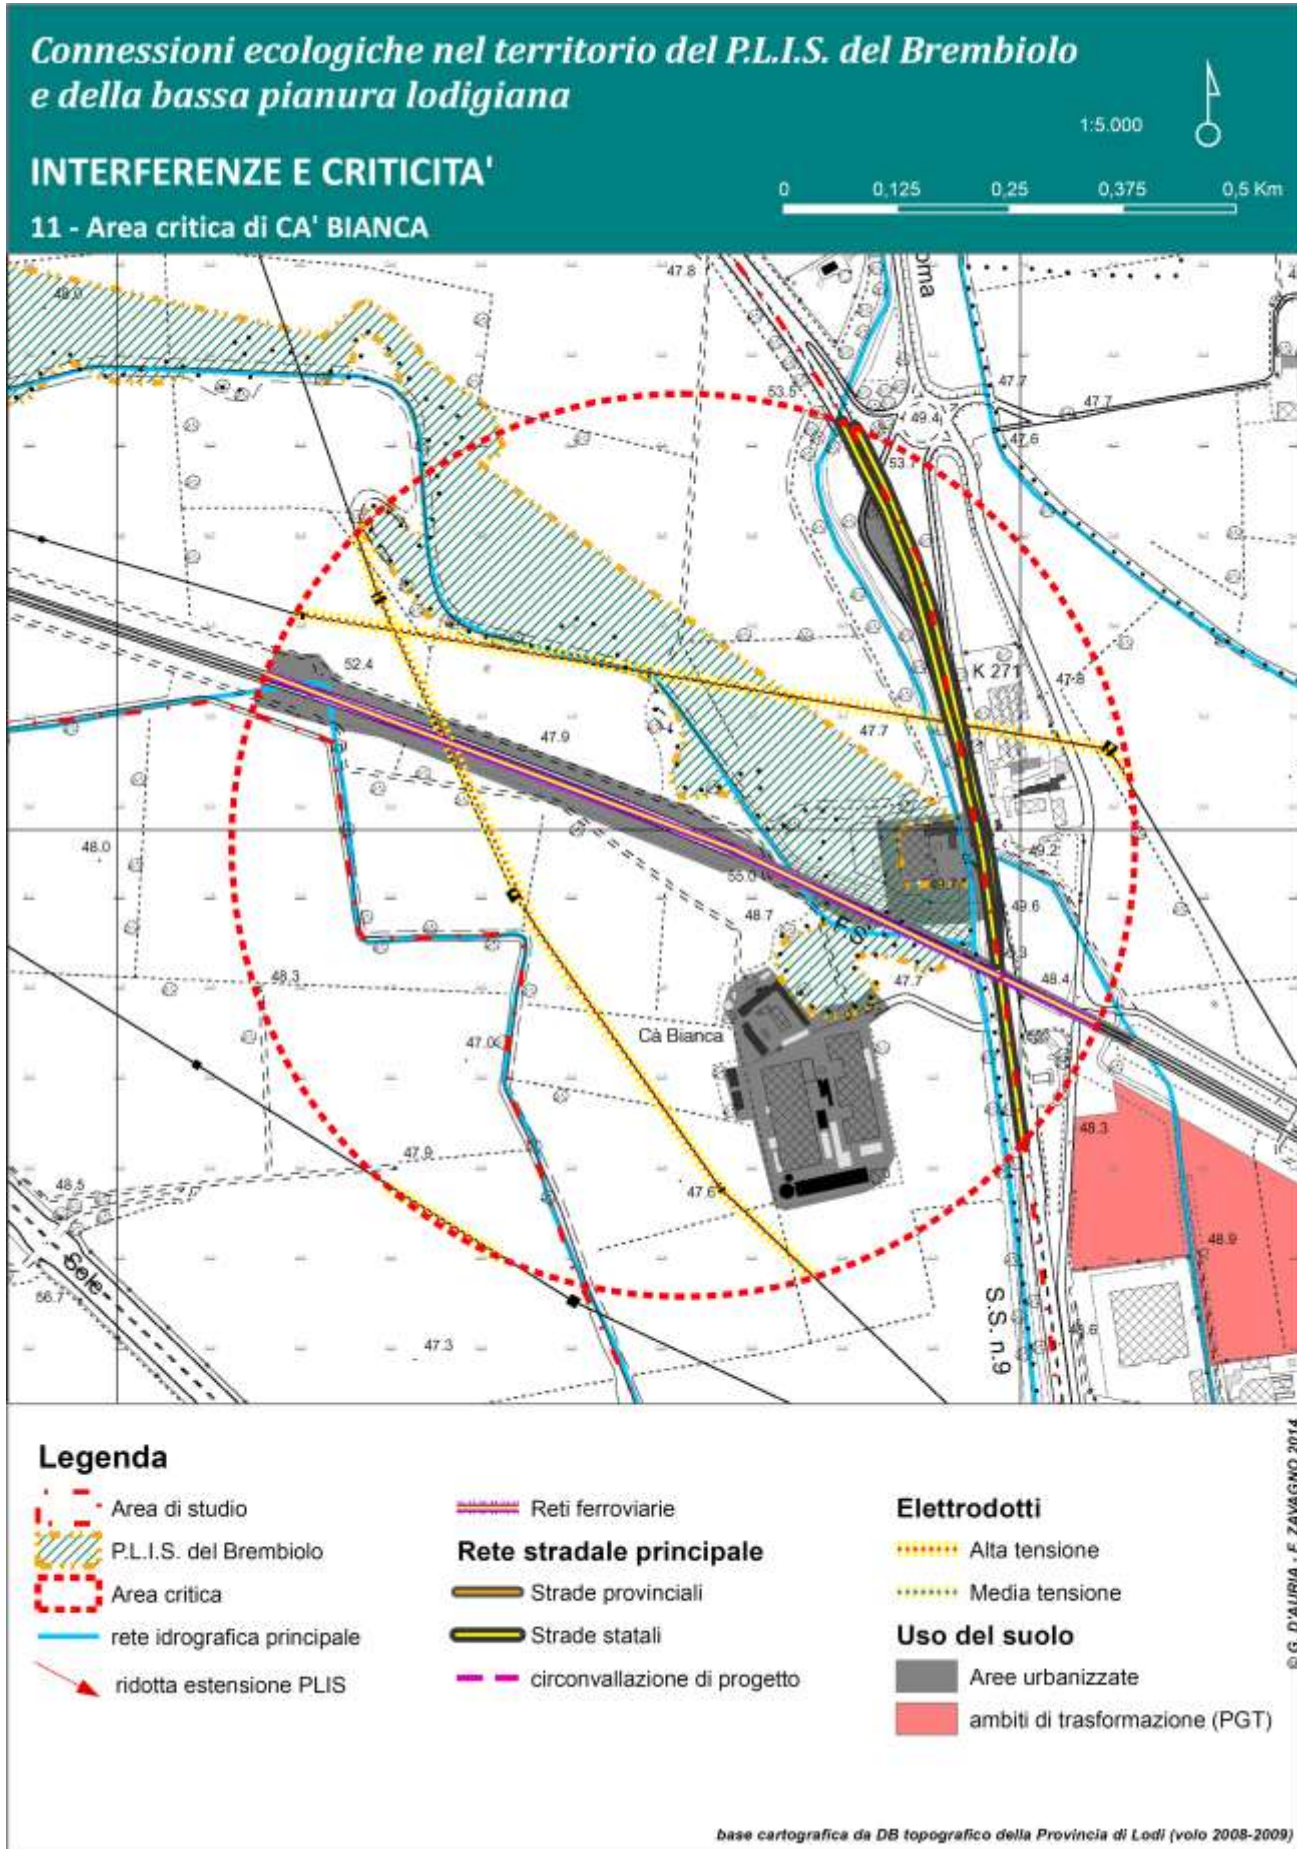 Connessioni ecologiche nel territorio del P.L.I.S. del Brembiolo
e della bassa pianura lodigiana
1:5.000
INTERFERENZE E CRITICITA'
0 0,125 0,25 0,375 0,5 Km
11 - Area critica di CA' BIANCA
47.8
49.0
47.7
53.5
47.7
49.4
47.6
53.7
52.4
K 271
47.8
47.9
47.7
48.0
49.2
55.0
48.7
49.6
48.3
47.7
48.4
Cà Bianca
47.0
48.3
47.9
48.5
47.6
48.9
Sole
56.7
S.S. n.9
47.3
Legenda
Area di studio
P.L.I.S. del Brembiolo
Area critica
rete idrografica principale
ridotta estensione PLIS
Reti ferroviarie
Rete stradale principale
Strade provinciali
Strade statali
circonvallazione di progetto
Elettrodotti
Alta tensione
Media tensione
Uso del suolo
Aree urbanizzate
ambiti di trasformazione (PGT)
© G. D'AURIA - F. ZAVAGNO 2014
base cartografica da DB topografico della Provincia di Lodi (volo 2008-2009)